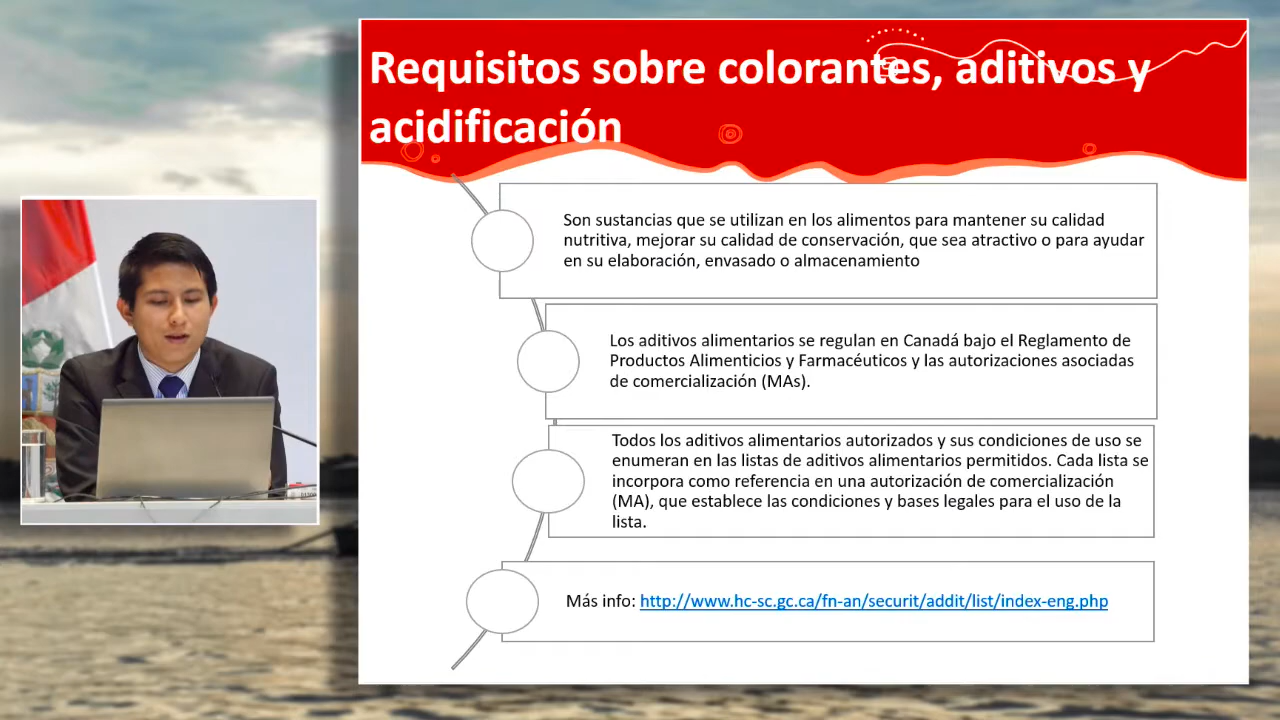 Requisitos sobre colorantes, aditivos y
acidificación
Son sustancias que se utilizan en los alimentos para mantener su calidad
nutritiva, mejorar su calidad de conservación, que sea atractivo o para ayudar
en su elaboración, envasado o almacenamiento
Los aditivos alimentarios se regulan en Canadá bajo el Reglamento de
Productos Alimenticios y Farmacéuticos y las autorizaciones asociadas
de comercialización (MAs).
Todos los aditivos alimentarios autorizados y sus condiciones de uso se
enumeran en las listas de aditivos alimentarios permitidos. Cada lista se
incorpora como referencia en una autorización de comercialización
(MA), que establece las condiciones y bases legales para el uso de la
lista.
Más info: http://www.hc-sc.gc.ca/fn-an/securit/addit/list/index-eng.php